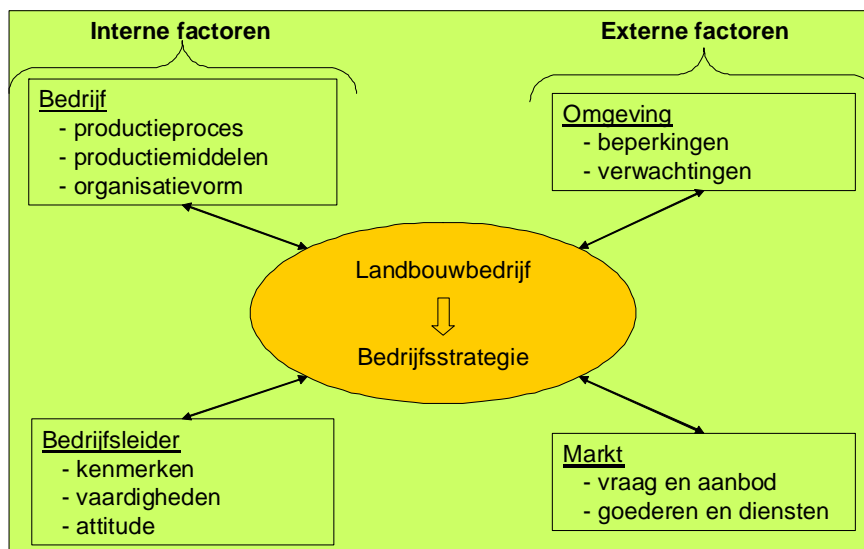 Interne factoren
Externe factoren
Bedrijf
- productieproces
- productiemiddelen
- organisatievorm
Omgeving
- beperkingen
- verwachtingen
Landbouwbedrijf
Bedrijfsstrategie
Bedrijfsleider
- kenmerken
- vaardigheden
- attitude
Markt
- vraag en aanbod
- goederen en diensten